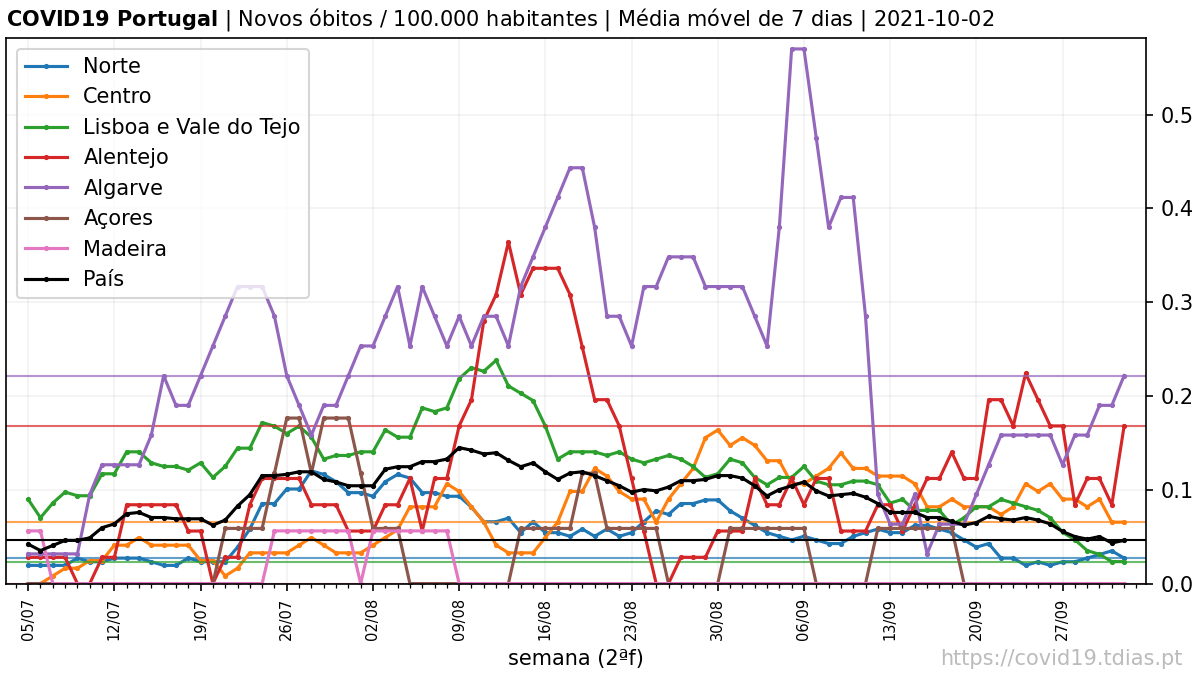 COVID19 Portugal | Novos óbitos / 100.000 habitantes | Média móvel de 7 dias | 2021-10-02
Norte
Centro
Lisboa e Vale do Tejo
Alentejo
Algarve
Açores
Madeira
País
0.5
0.4
0.3
0.2
0.1
0.0
05/07 12/07 19/07 26/07 02/08 09/08 16/08 23/08 30/08 06/09 13/09 20/09 27/09
semana (2ªf)
https://covid19.tdias.pt